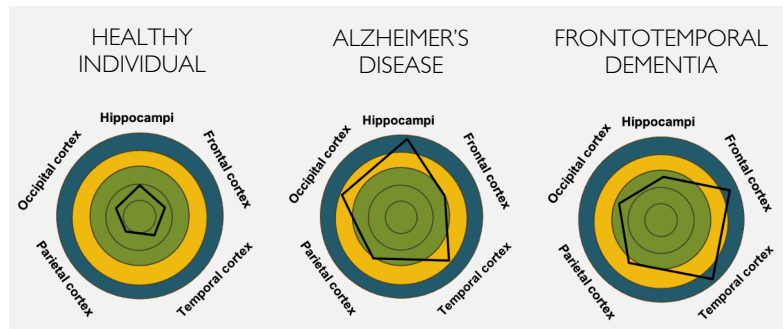 HEALTHY
INDIVIDUAL
Hippocampi
Occipital cortex
Frontal cortex
Parietal cortex
Temporal cortex
ALZHEIMER'S
DISEASE
Hippocampi
Occipital cortex
Frontal cortex
Parietal cortex
Temporal cortex
FRONTOTEMPORAL
DEMENTIA
Hippocampi
Occipital cortex
Frontal cortex
Parietal cortex
Temporal cortex